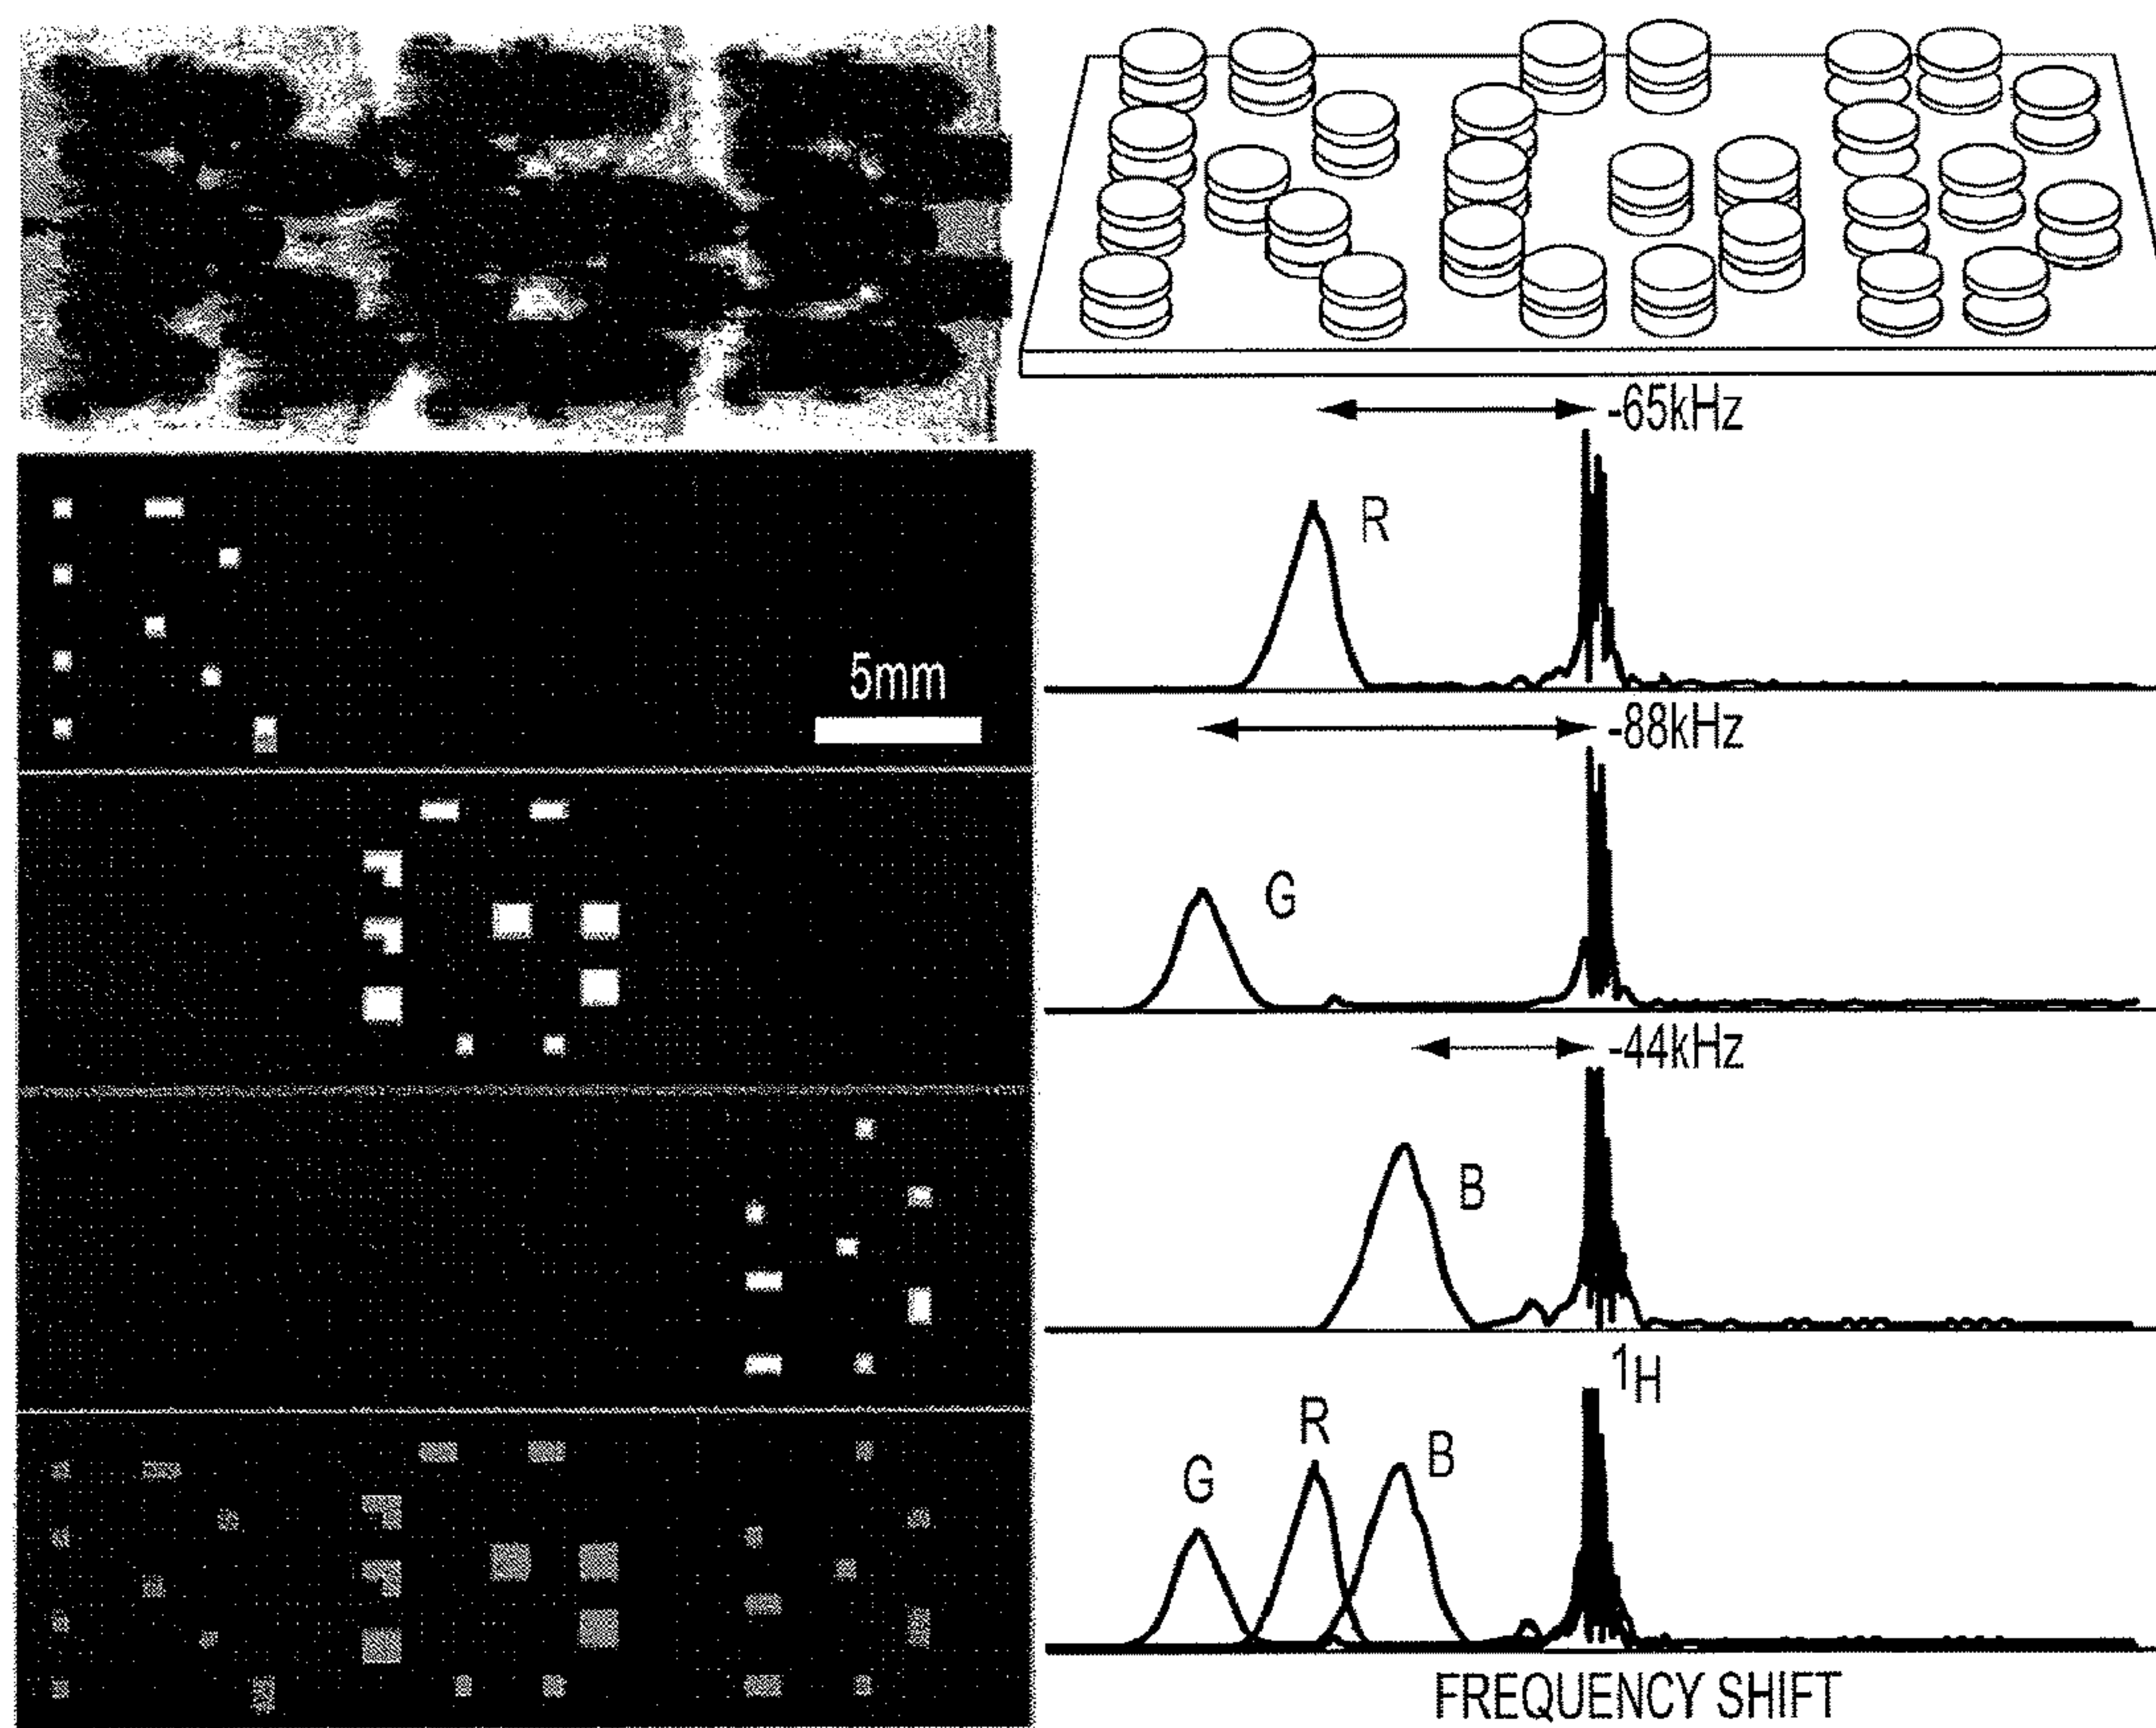 -65kHz
R
5mm
-88kHz
G
-44kHz
B
1H
G
R
B
FREQUENCY SHIFT